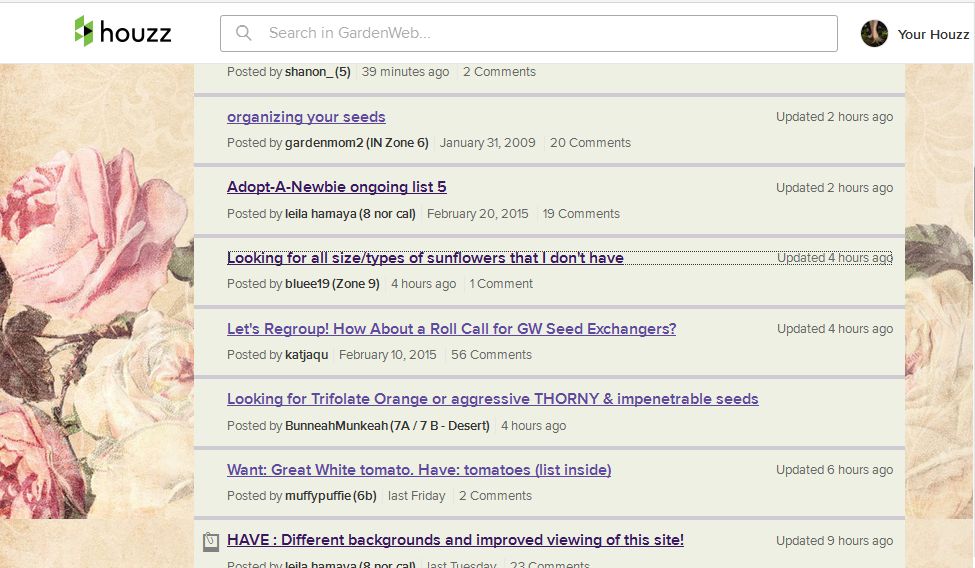 houzz
Search in GardenWeb...
Your Houzz
Posted by shanon_ (5) 39 minutes ago 2 Comments
organizing your seeds
Updated 2 hours ago
Posted by gardenmom2 (IN Zone 6) January 31, 2009 20 Comments
Adopt-A-Newbie ongoing list 5
Updated 2 hours ago
Posted by leila hamaya (8 nor cal) February 20, 2015 19 Comments
Looking for all size/types of sunflowers that I don't have
Updated 4 hours ago
Posted by bluee19 (Zone 9) 4 hours ago 1 Comment
Let's Regroup! How About a Roll Call for GW Seed Exchangers?
Updated 4 hours ago
Posted by katjaqu February 10, 2015 56 Comments
Looking for Trifolate Orange or aggressive THORNY & impenetrable seeds
Posted by BunneahMunkeah (7A / 7 B - Desert) 4 hours ago
Want: Great White tomato. Have: tomatoes (list inside)
Updated 6 hours ago
Posted by muffypuffie (6b) last Friday 2 Comments
HAVE : Different backgrounds and improved viewing of this site!
Updated 9 hours ago
Posted by leila hamaya (8 nor cal) last Tuesday 23 Comments